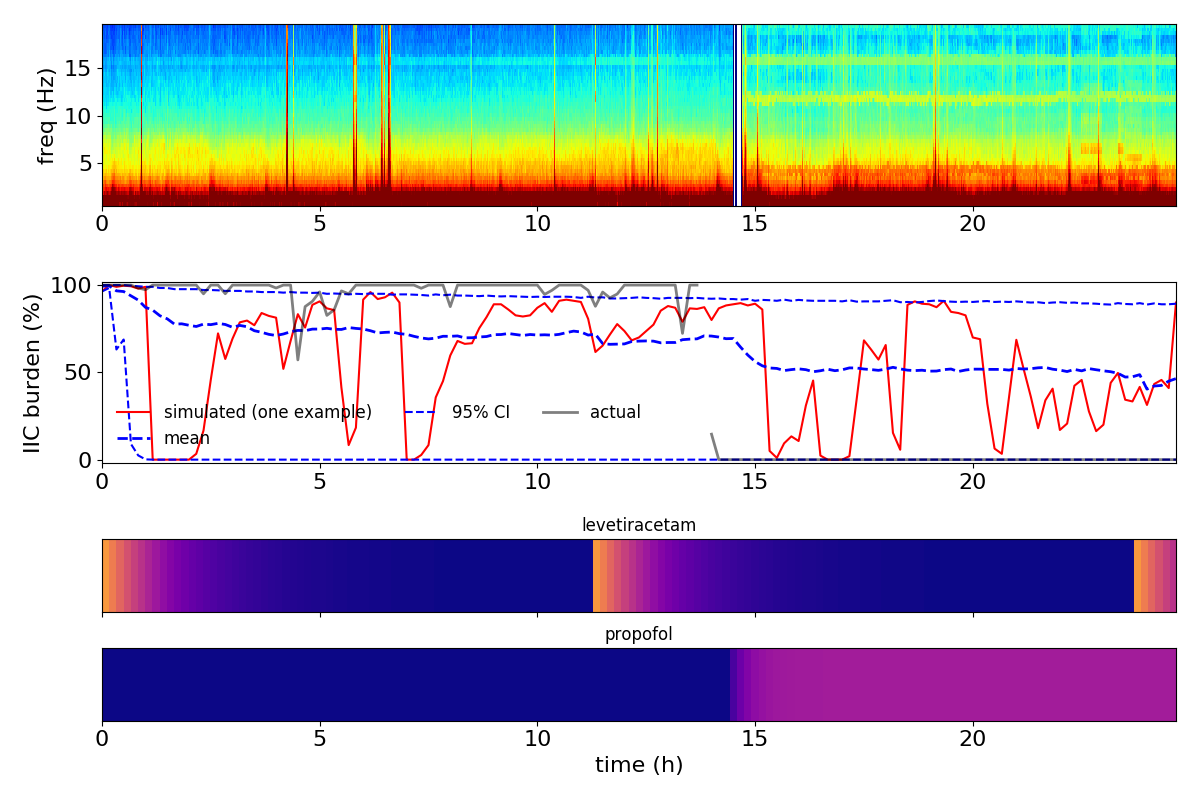 freq (Hz)
15
10
5
0 5 10 15 20
IIC burden (%)
100
50
0
simulated (one example) 95% CI actual
mean
0 5 10 15 20
levetiracetam
propofol
0 5 10 15 20
time (h)